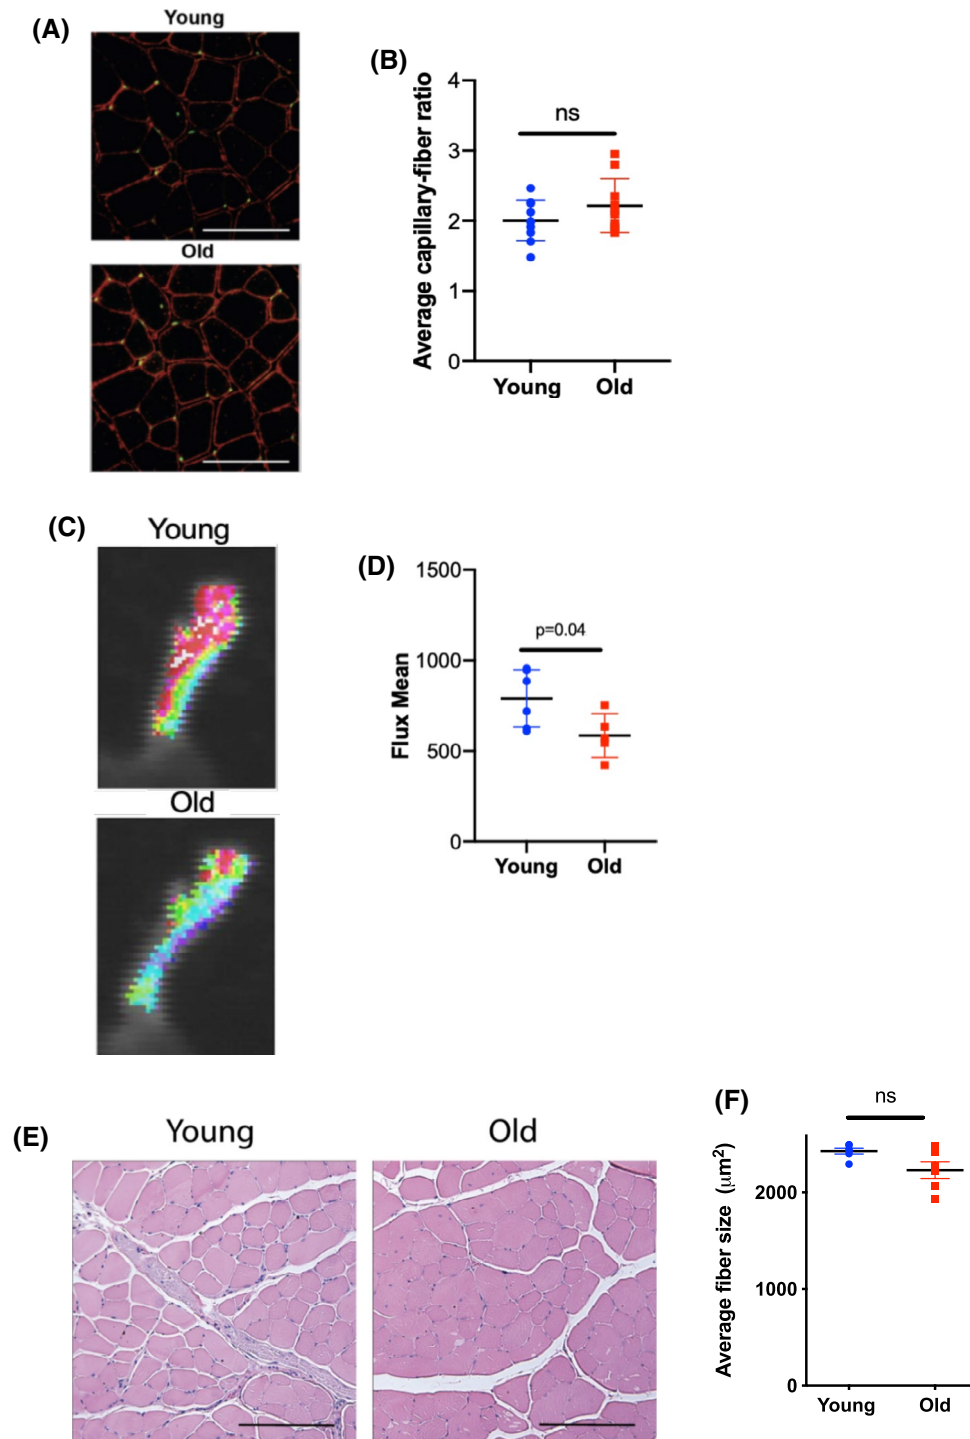 (A)
Young
Old
(B)
Average capillary-fiber ratio
4
3
2
1
0
ns
Young Old
(C)
Young
Old
(D)
Flux Mean
1500
1000
500
0
p=0.04
Young Old
(E)
Young Old
(F)
Average fiber size (μm²)
2000
1000
0
ns
Young Old